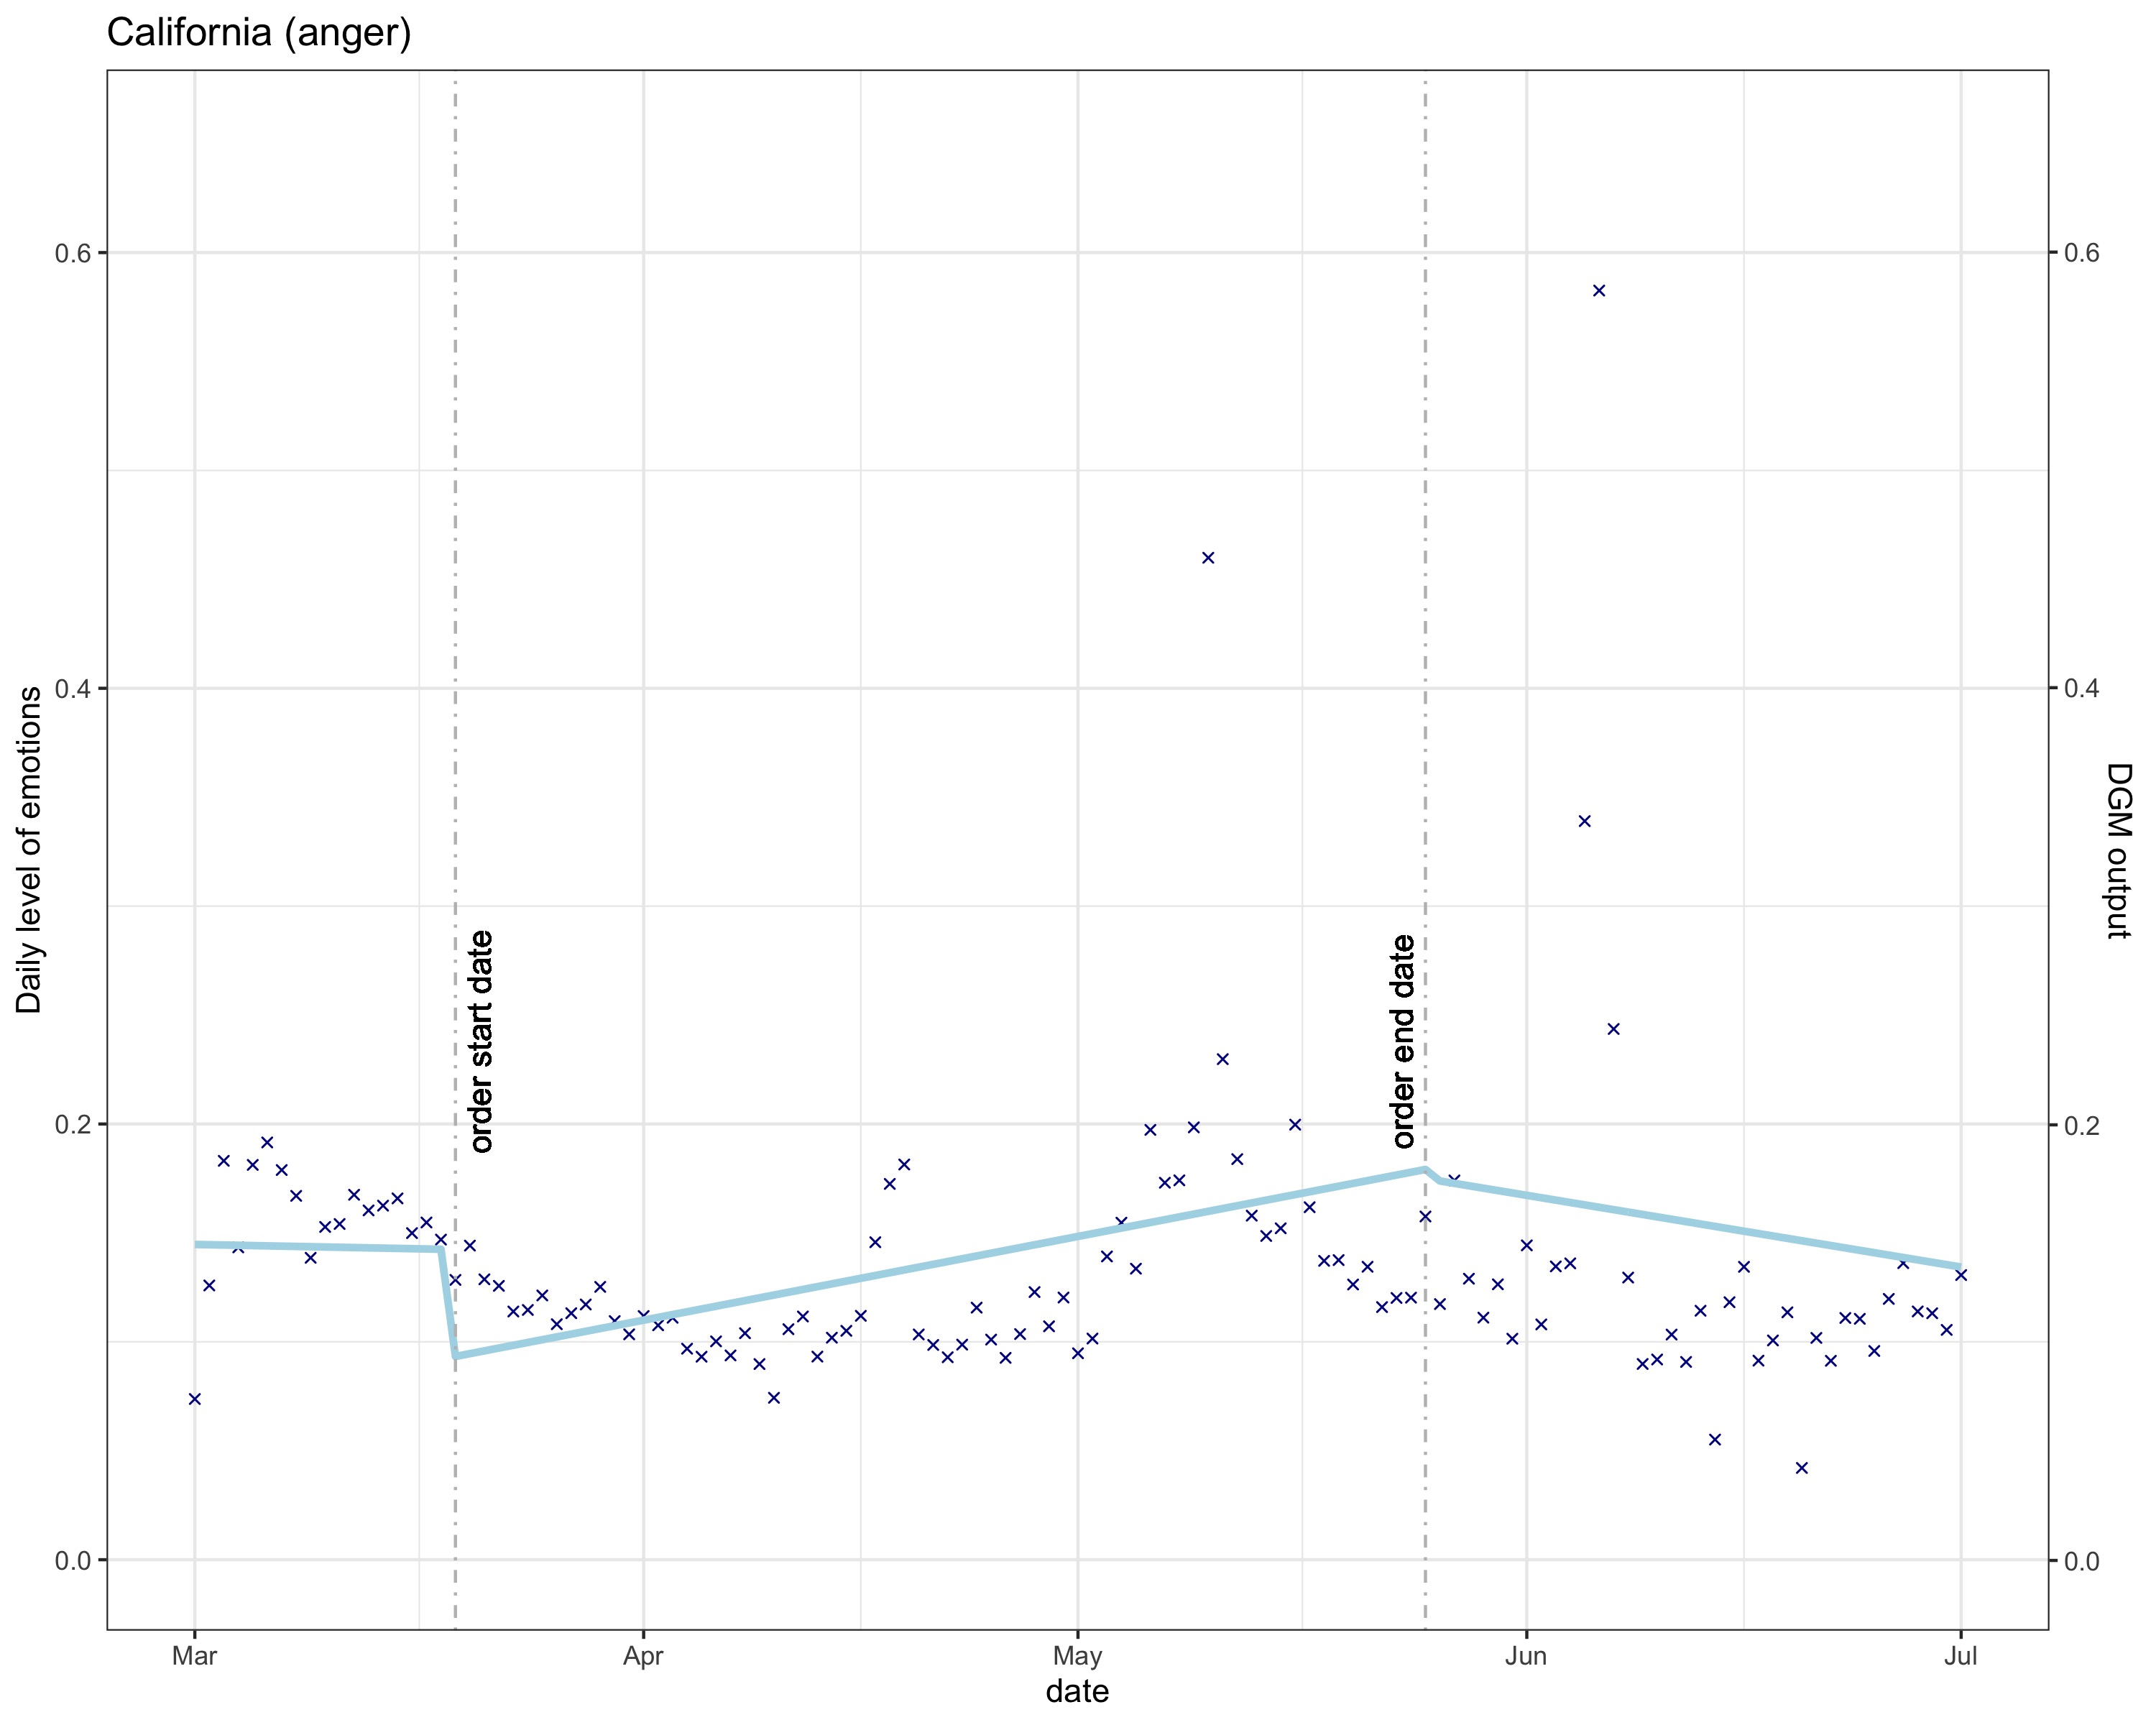 California (anger)
0.6
0.4
0.2
0.0
Daily level of emotions
order start date
order end date
0.6
0.4
0.2
0.0
DGM output
Mar
Apr
May
Jun
Jul
date